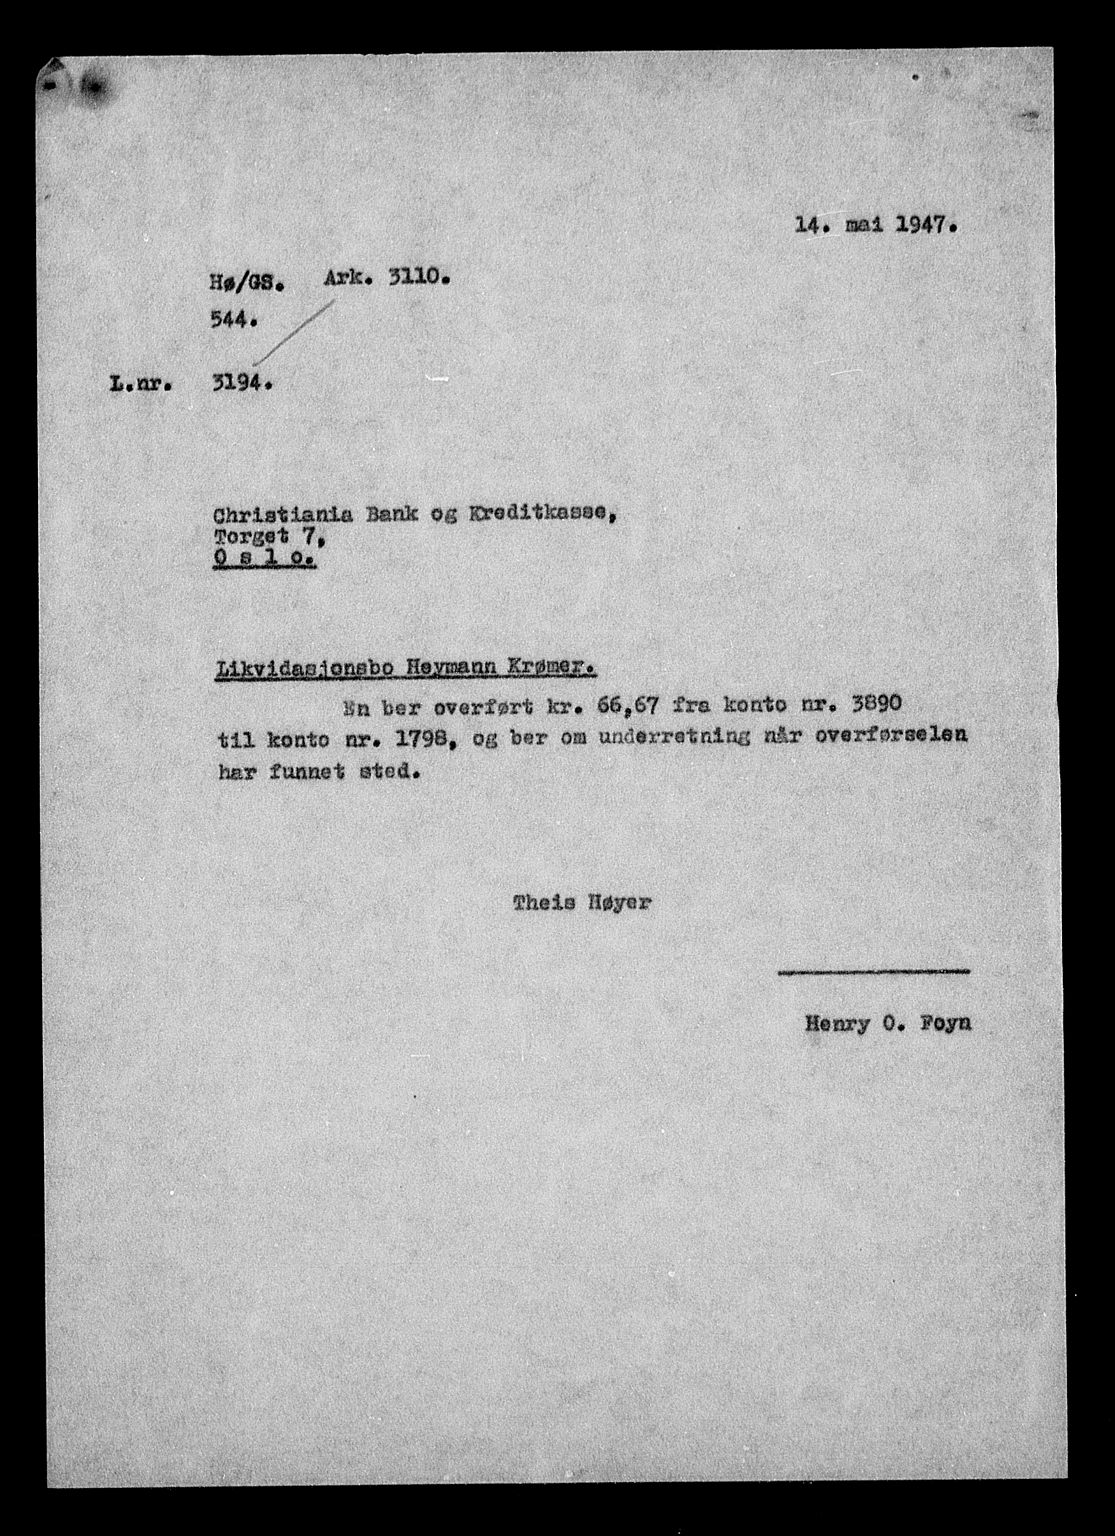 14. mai 1947.
Hø/GS. Ark. 3110.
544.
L.nr. 3194.
Christiania Bank og Kreditkasse,
Torget 7,
O s l o.
Likvidasjonsbo Heymann Krømer.
En ber overført kr. 66,67 fra konto nr. 3890
til konto nr. 1798, og ber om underretning når overførselen
har funnet sted.
Theis Høyer
Henry O. Foyn